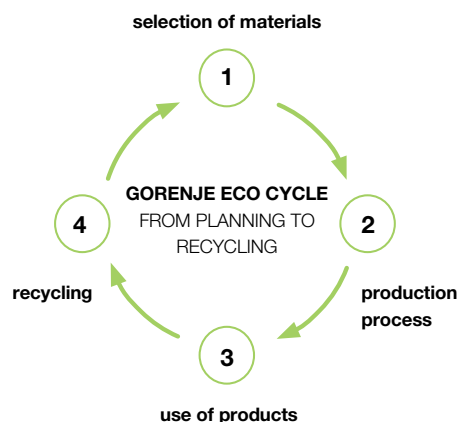 selection of materials
1
GORENJE ECO CYCLE
FROM PLANNING TO
RECYCLING
4
2
recycling
production
process
3
use of products